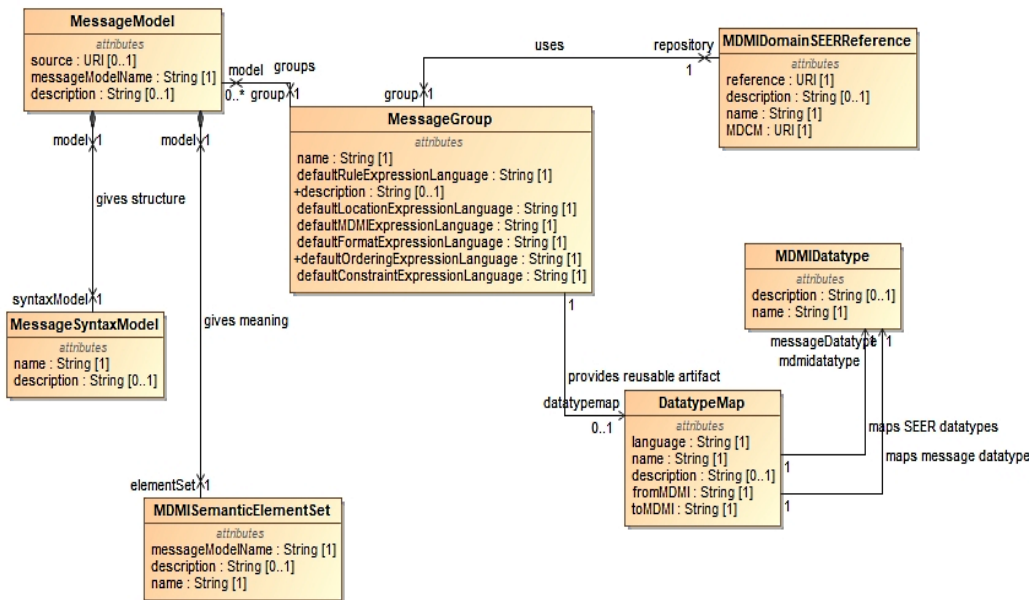 MessageModel
attributes
source : URI [0..1]
messageModelName : String [1]
description : String [0..1]
model
groups
0..*
group
1
uses
repository
1
group
1
MDMIDomainSEERReference
attributes
reference : URI [1]
description : String [0..1]
name : String [1]
MDCM : URI [1]
MessageGroup
attributes
name : String [1]
defaultRuleExpressionLanguage : String [1]
+description : String [0..1]
defaultLocationExpressionLanguage : String [1]
defaultMDMIExpressionLanguage : String [1]
defaultFormatExpressionLanguage : String [1]
+defaultOrderingExpressionLanguage : String [1]
defaultConstraintExpressionLanguage : String [1]
model
1
model
1
gives structure
syntaxModel
1
MessageSyntaxModel
attributes
name : String [1]
description : String [0..1]
gives meaning
elementSet
1
MDMISemanticElementSet
attributes
messageModelName : String [1]
description : String [0..1]
name : String [1]
MDMIDatatype
attributes
description : String [0..1]
name : String [1]
messageDatatype
1
1
mdmidatatype
1
provides reusable artifact
datatypemap
0..1
DatatypeMap
attributes
language : String [1]
name : String [1]
description : String [0..1]
fromMDMI : String [1]
toMDMI : String [1]
maps SEER datatypes
1
maps message datatype
1